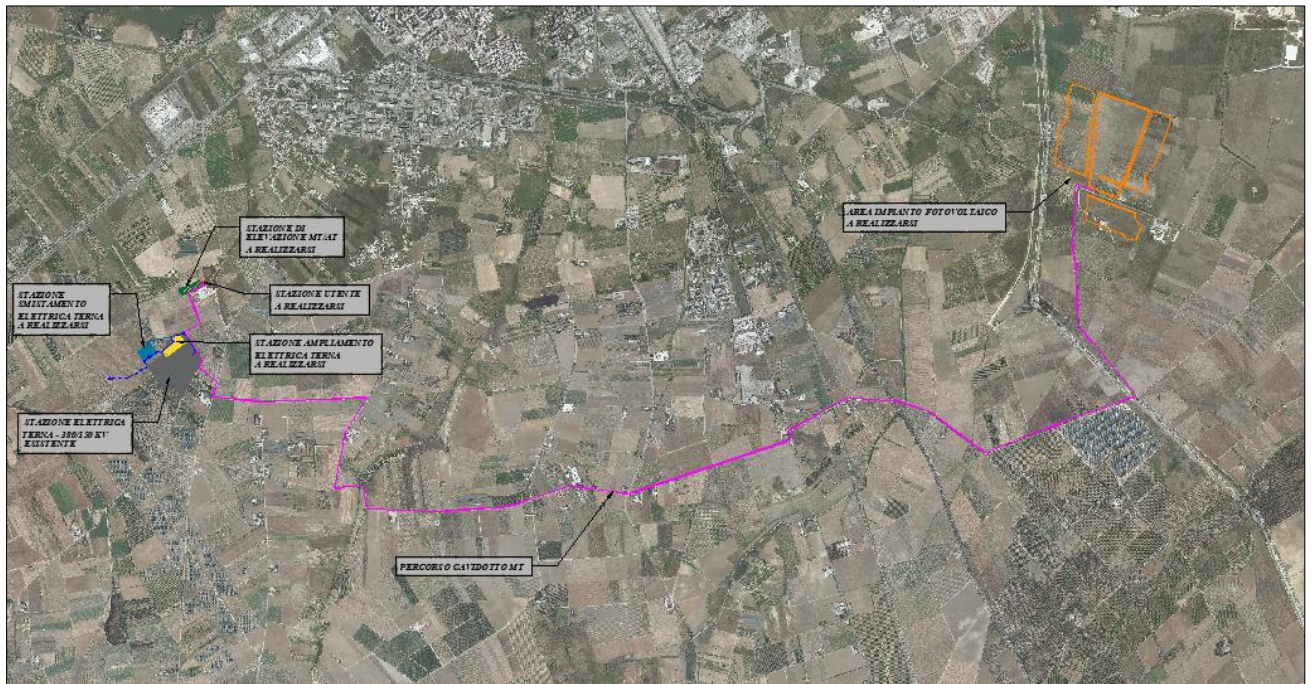 AREA IMPIANTO FOTOVOLTAICO
A REALIZZARSI
STAZIONE DI
ELEVAZIONE MT/AT
A REALIZZARSI
STAZIONE
SMISTAMENTO
ELETTRICA TERNA
A REALIZZARSI
STAZIONE UTENTE
A REALIZZARSI
STAZIONE AMPLIAMENTO
ELETTRICA TERNA
A REALIZZARSI
STAZIONE ELETTRICA
TERNA - 380/150 KV
ESISTENTE
PERCORSO CAVIDOTTO MT